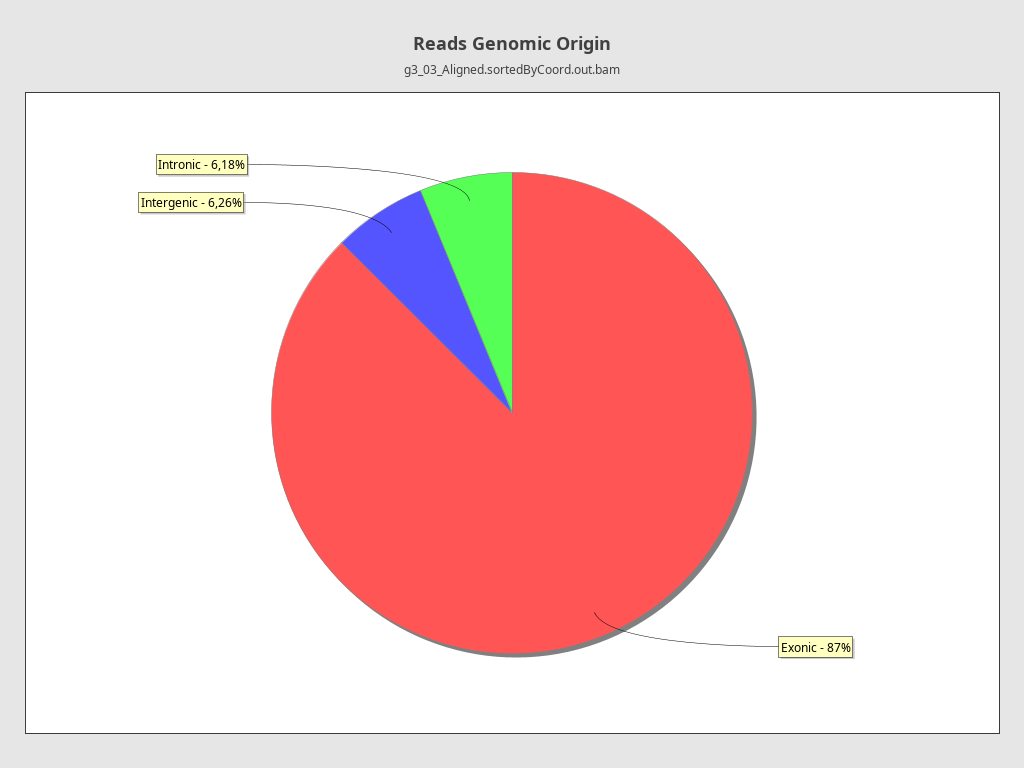 Reads Genomic Origin
g3_03_Aligned.sortedByCoord.out.bam
Intronic - 6,18%
Intergenic - 6,26%
Exonic - 87%